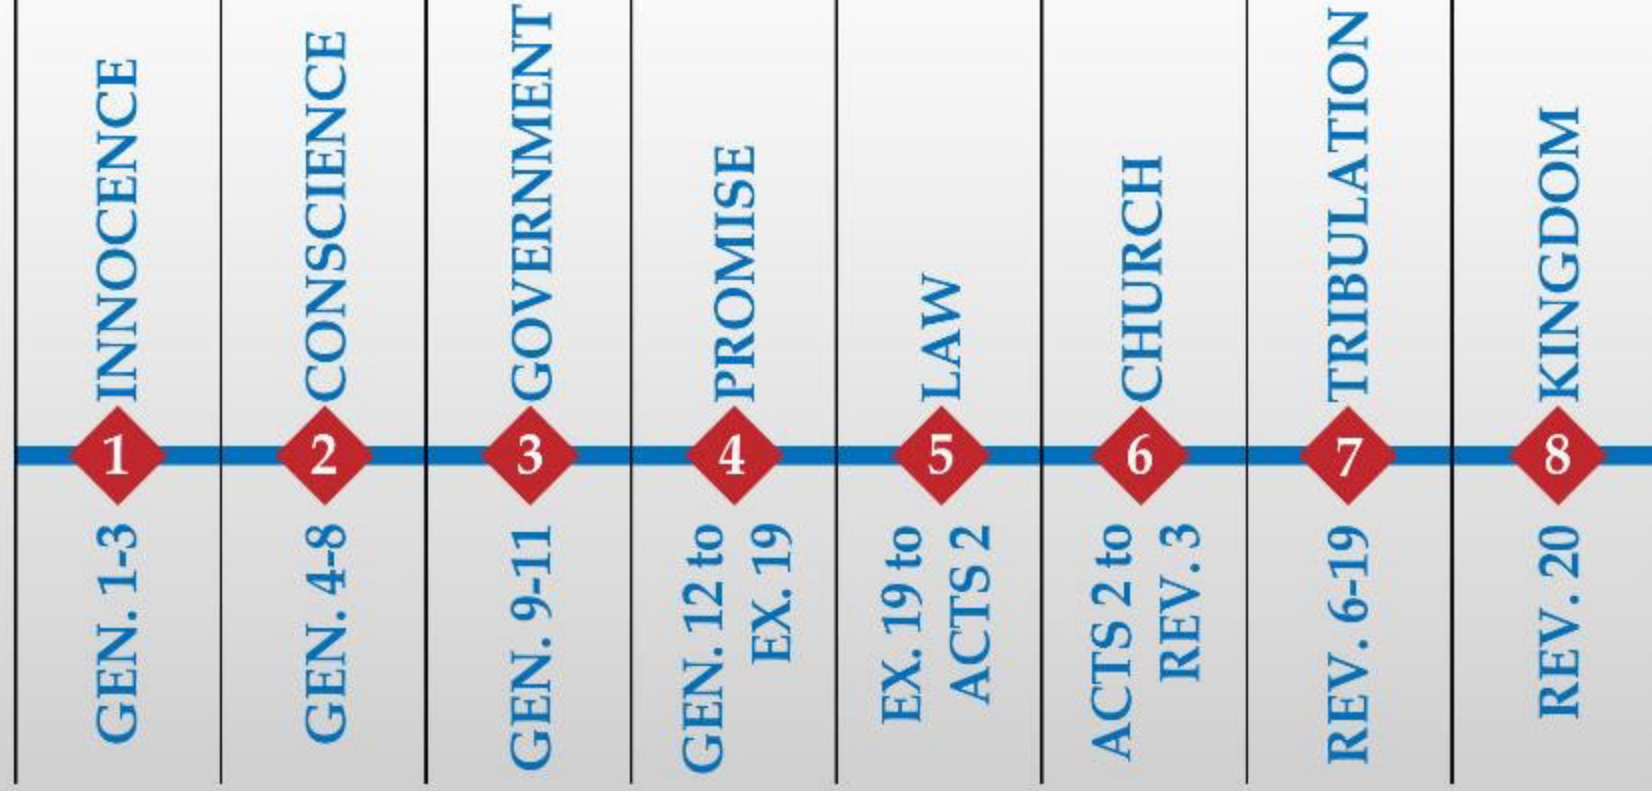 INNOCENCE
1
GEN. 1-3
CONSCIENCE
2
GEN. 4-8
GOVERNMENT
3
GEN. 9-11
PROMISE
4
GEN. 12 to
EX. 19
LAW
5
EX. 19 to
ACTS 2
CHURCH
6
ACTS 2 to
REV. 3
TRIBULATION
7
REV. 6-19
KINGDOM
8
REV. 20